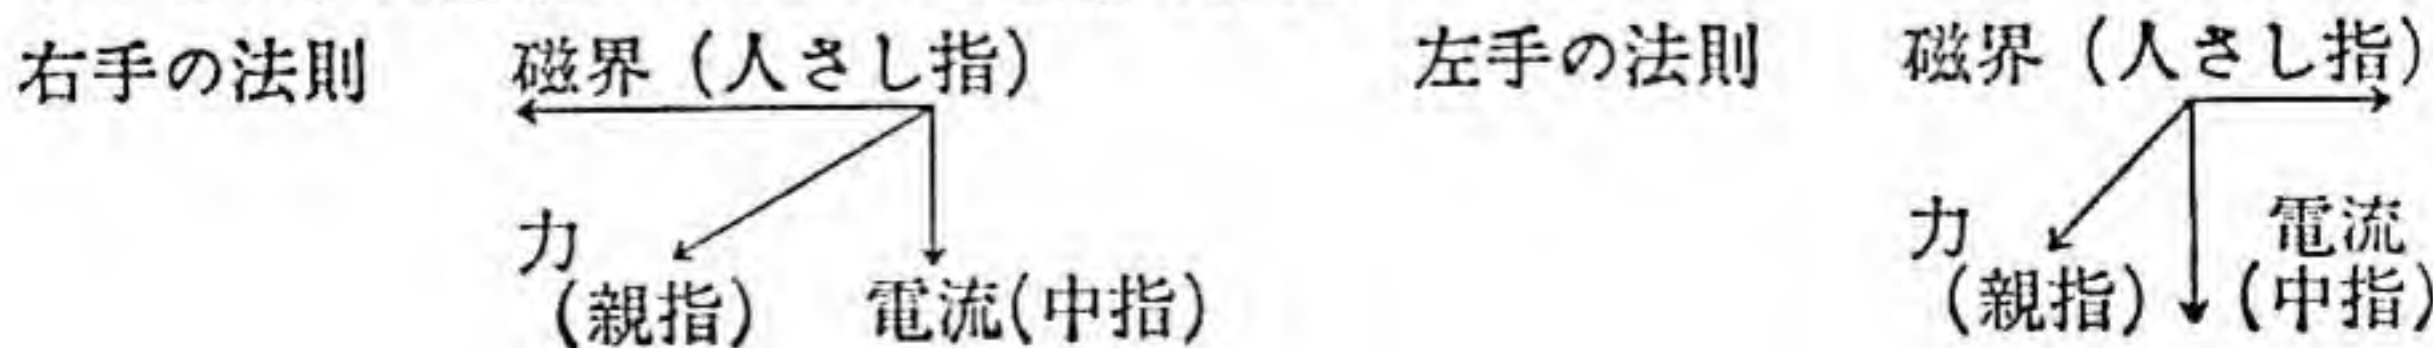 右手の法則 磁界（人さし指） 左手の法則 磁界（人さし指）
力 電流
（親指） 電流（中指） （親指） （中指）